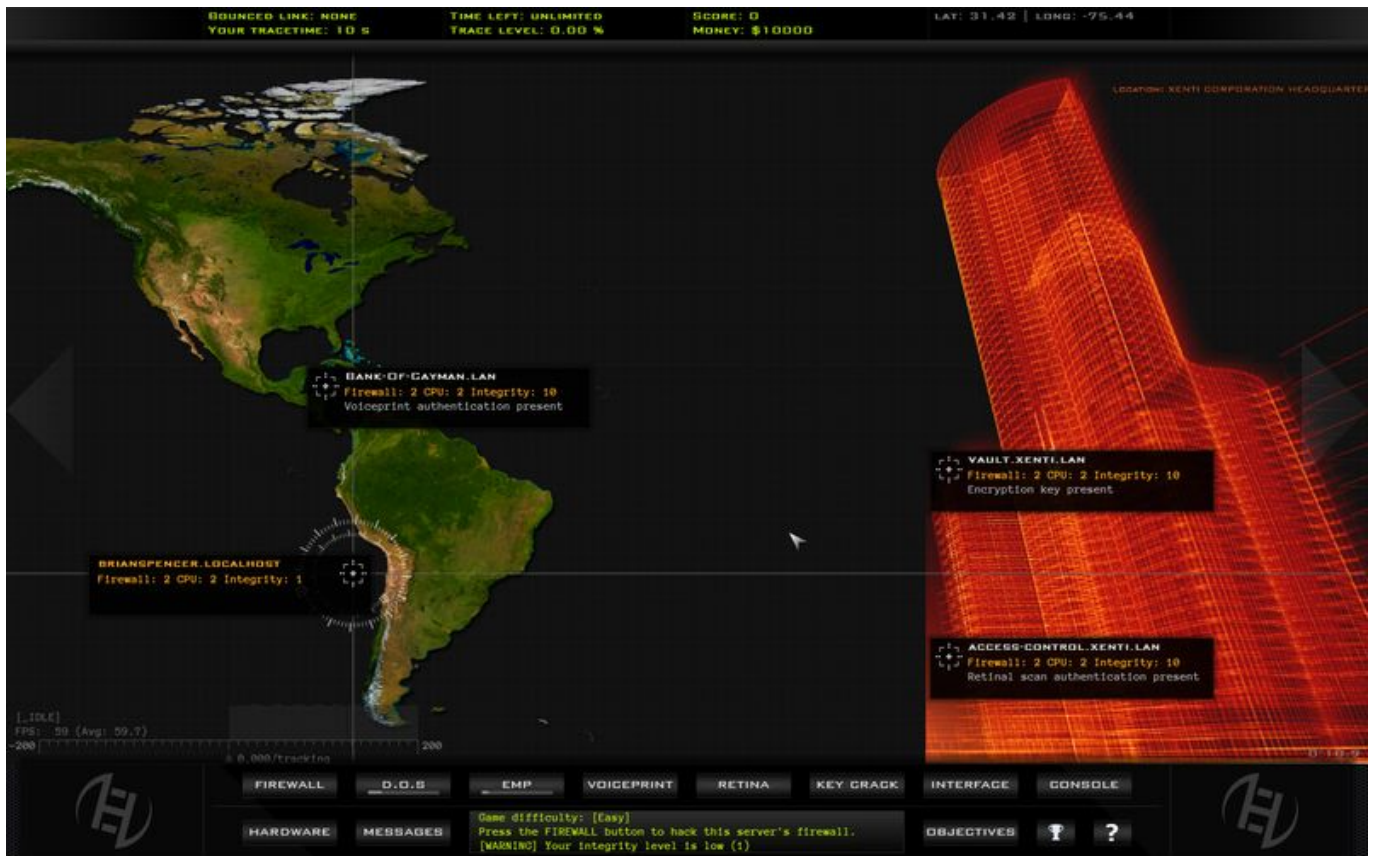 BOUNCED LINK: NONE
YOUR TRACETIME: 10 S
TIME LEFT: UNLIMITED
TRACE LEVEL: 0.00 %
SCORE: 0
MONEY: $10000
LAT: 31.42 | LONG: -75.44
LOCATION: XENTI CORPORATION HEADQUARTER
BANK-OF-CAYMAN.LAN
Firewall: 2 CPU: 2 Integrity: 10
Voiceprint authentication present
VAULT.XENTI.LAN
Firewall: 2 CPU: 2 Integrity: 10
Encryption key present
BRIANSPENCER.LOCALHOST
Firewall: 2 CPU: 2 Integrity: 1
ACCESS-CONTROL.XENTI.LAN
Firewall: 2 CPU: 2 Integrity: 10
Retinal scan authentication present
[_IDLE]
FPS: 59 (Avg: 59.7)
-200
200
0.000/tracking
FIREWALL
D.O.S
EMP
VOICEPRINT
RETINA
KEY CRACK
INTERFACE
CONSOLE
HARDWARE
MESSAGES
Game difficulty: [Easy]
Press the FIREWALL button to hack this server's firewall.
[WARNING] Your integrity level is low (1)
OBJECTIVES
?